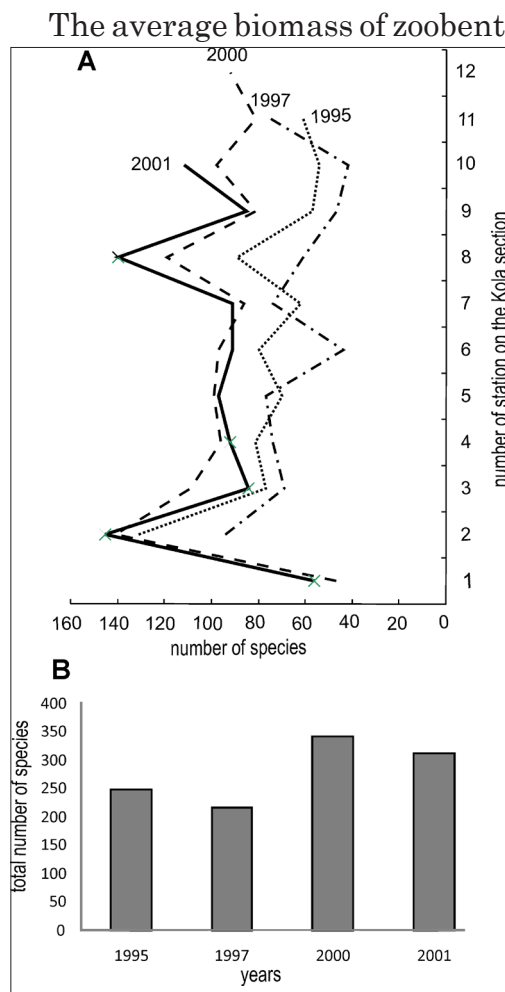 The average biomass of zoobent
A
2000
1997
1995
2001
12
11
10
9
8
7
6
5
4
3
2
1
number of station on the Kola section
160 140 120 100 80 60 40 20 0
number of species
B
400
350
300
250
200
150
100
50
0
total number of species
1995 1997 2000 2001
years